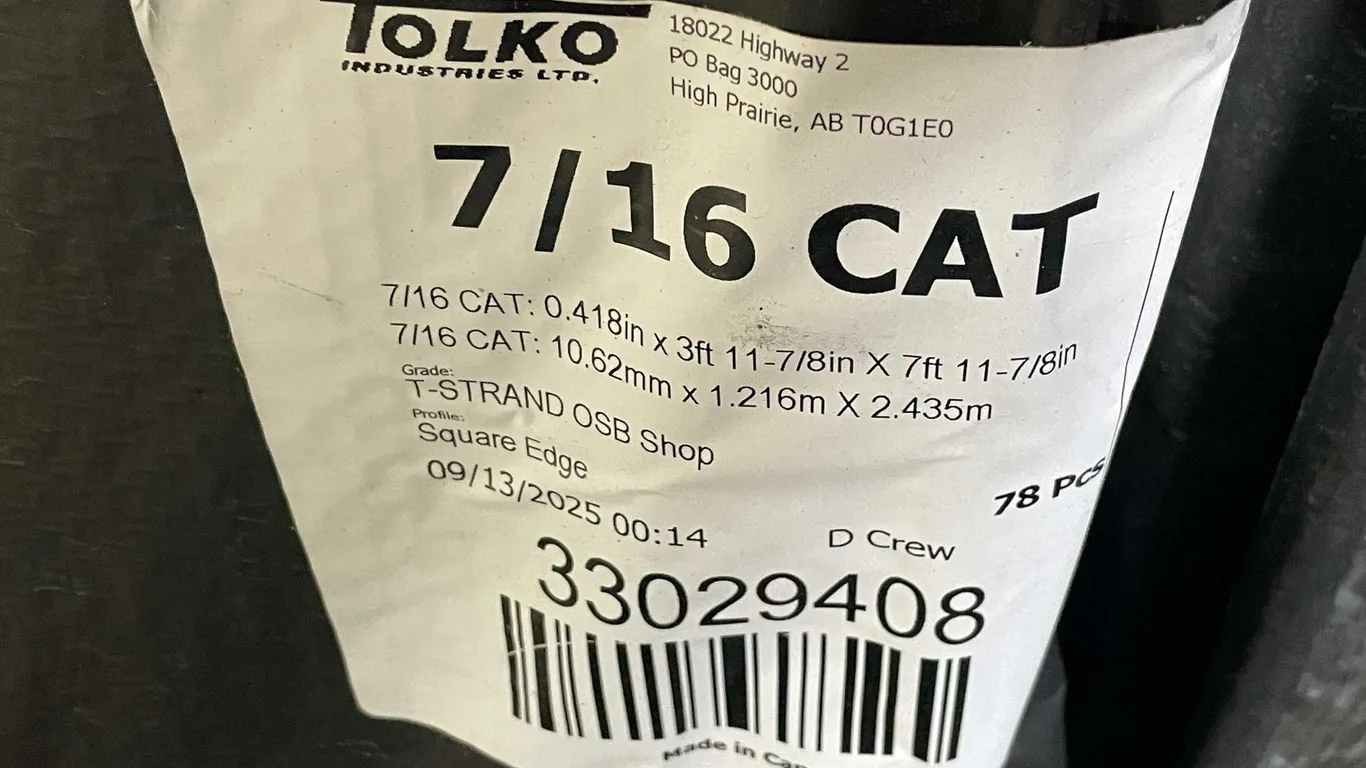 TOLKO
INDUSTRIES LTD.
18022 Highway 2
PO Bag 3000
High Prairie, AB T0G1E0
7/16 CAT
7/16 CAT: 0.418in x 3ft 11-7/8in X 7ft 11-7/8in
7/16 CAT: 10.62mm x 1.216m X 2.435m
Grade:
T-STRAND OSB Shop
Profile:
Square Edge
09/13/2025 00:14
78 PCS
D Crew
33029408
Made in